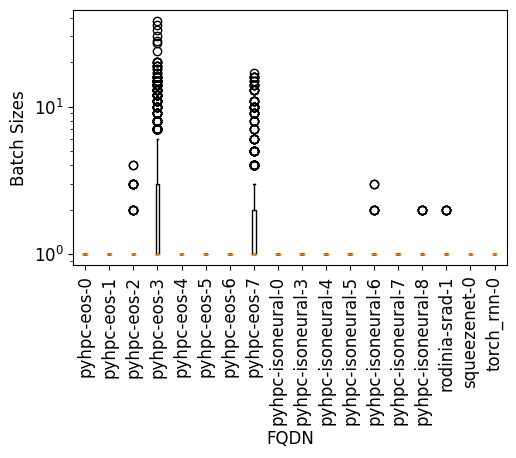 Batch Sizes
10¹
10⁰
pyhpc-eos-0
pyhpc-eos-1
pyhpc-eos-2
pyhpc-eos-3
pyhpc-eos-4
pyhpc-eos-5
pyhpc-eos-6
pyhpc-eos-7
pyhpc-isoneural-0
pyhpc-isoneural-3
pyhpc-isoneural-4
pyhpc-isoneural-5
pyhpc-isoneural-6
pyhpc-isoneural-7
pyhpc-isoneural-8
rodinia-srad-1
squeezenet-0
torch_rnn-0
FQDN